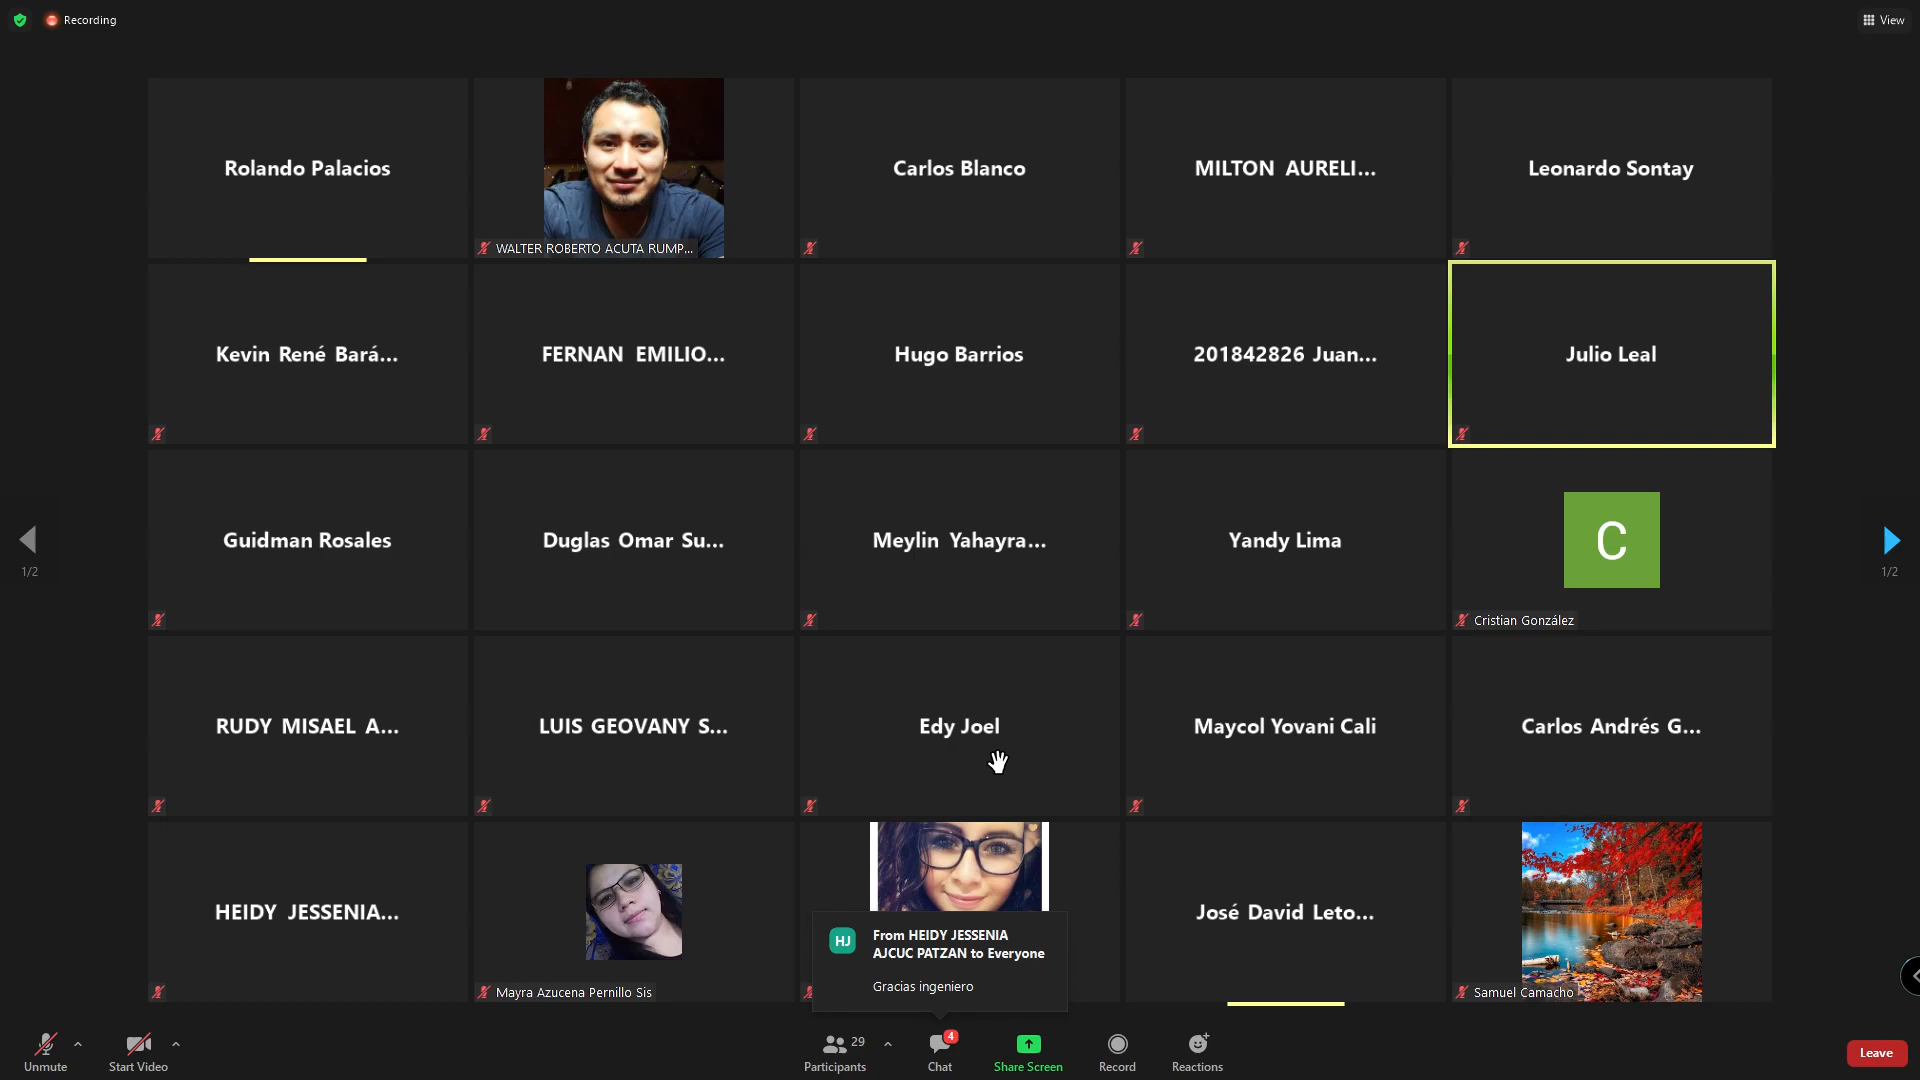 Recording
View
Rolando Palacios
WALTER ROBERTO ACUTA RUMP...
Carlos Blanco
MILTON AURELI...
Leonardo Sontay
Kevin René Bará...
FERNAN EMILIO...
Hugo Barrios
201842826 Juan...
Julio Leal
Guidman Rosales
Duglas Omar Su...
Meylin Yahayra...
Yandy Lima
C
Cristian González
1/2
1/2
RUDY MISAEL A...
LUIS GEOVANY S...
Edy Joel
Maycol Yovani Cali
Carlos Andrés G...
HEIDY JESSENIA...
Mayra Azucena Pernillo Sis
HJ
From HEIDY JESSENIA
AJCUC PATZAN to Everyone
Gracias ingeniero
José David Leto...
Samuel Camacho
Unmute
Start Video
29
Participants
4
Chat
Share Screen
Record
Reactions
Leave